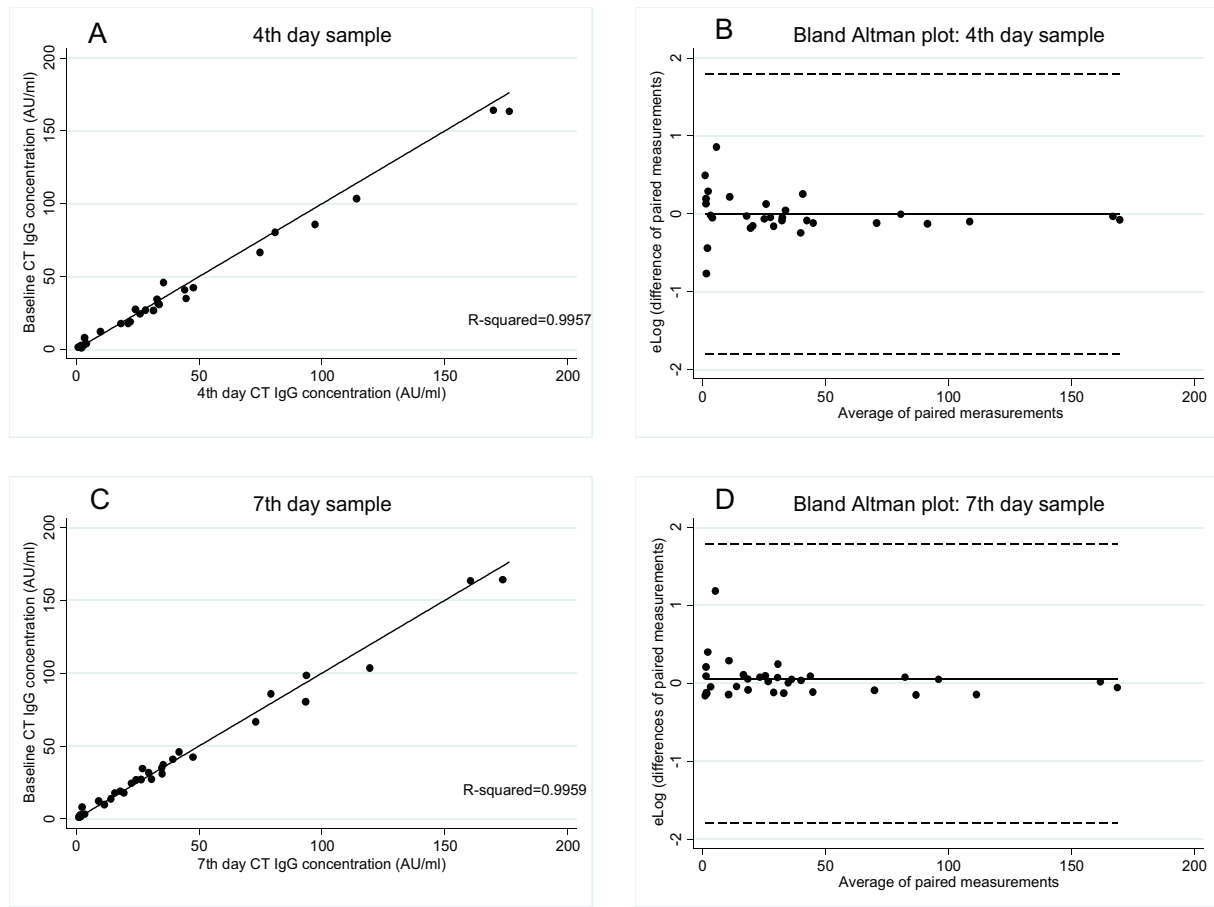 A
4th day sample
Baseline CT IgG concentration (AU/ml)
200
150
100
50
0
R-squared=0.9957
0 50 100 150 200
4th day CT IgG concentration (AU/ml)
B
Bland Altman plot: 4th day sample
eLog (difference of paired measurements)
2
1
0
-1
-2
0 50 100 150 200
Average of paired merasurements
C
7th day sample
Baseline CT IgG concentration (AU/ml)
200
150
100
50
0
R-squared=0.9959
0 50 100 150 200
7th day CT IgG concentration (AU/ml)
D
Bland Altman plot: 7th day sample
eLog (differences of paired measurements)
2
1
0
-1
-2
0 50 100 150 200
Average of paired measurements